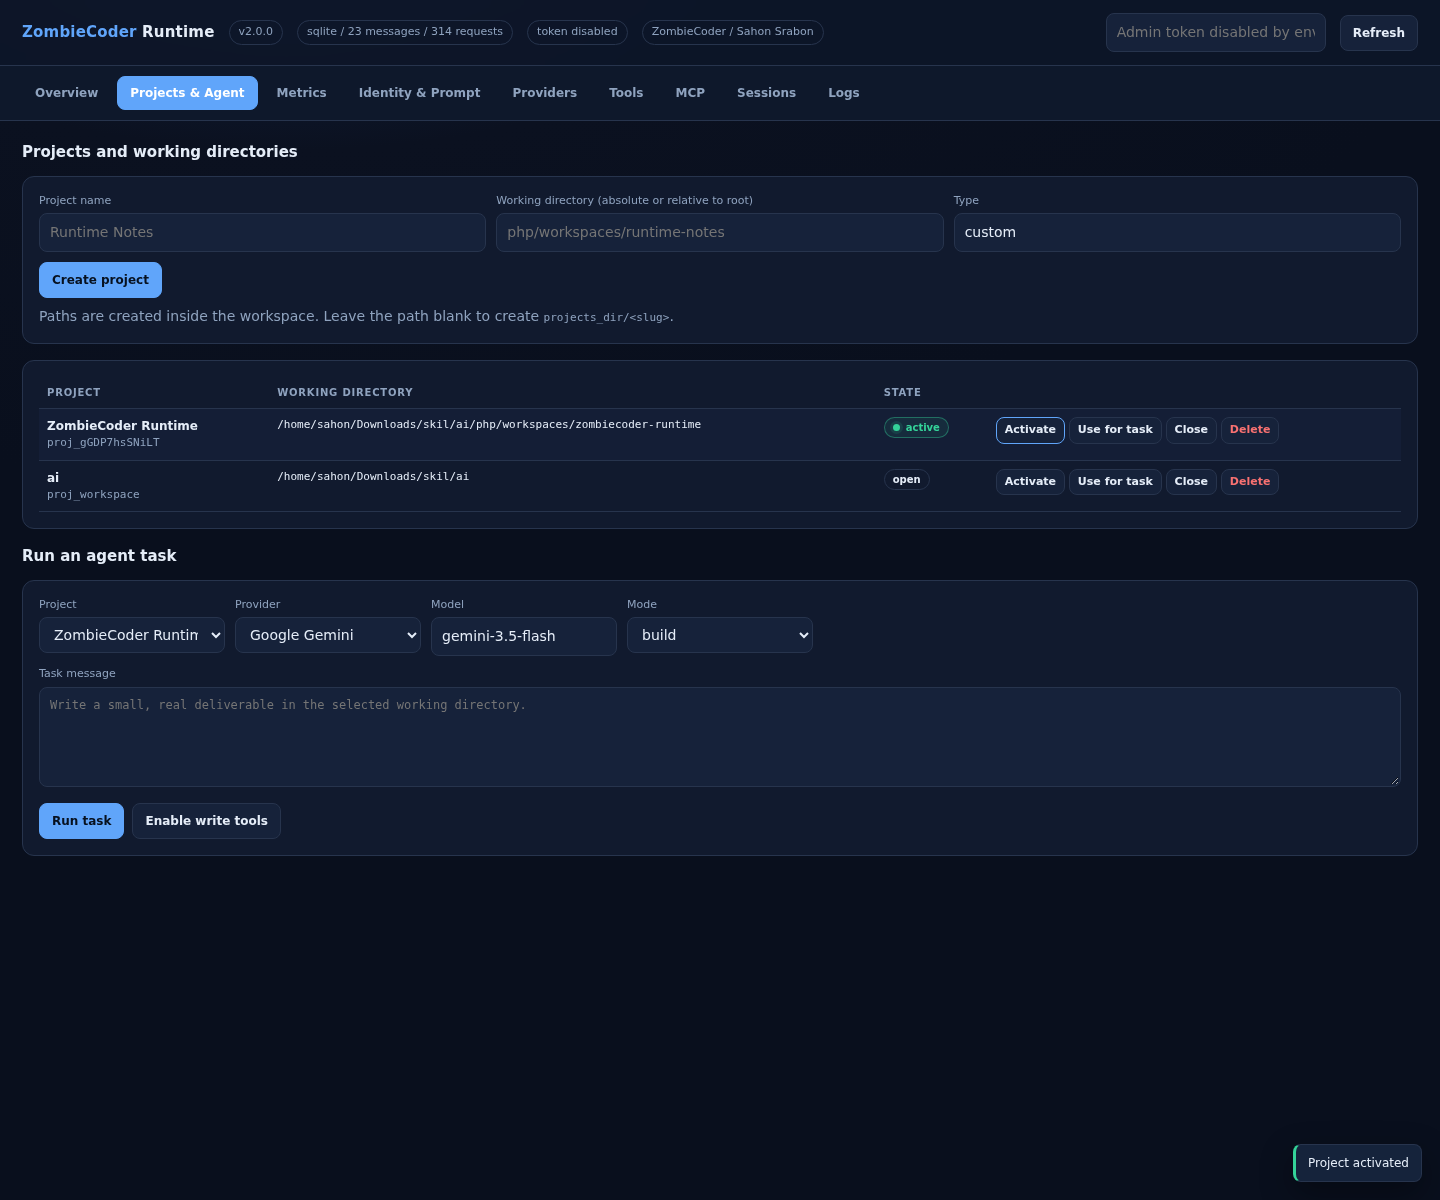 ZombieCoder Runtime v2.0.0 sqlite / 23 messages / 314 requests token disabled ZombieCoder / Sahon Srabon Admin token disabled by env Refresh
Overview Projects & Agent Metrics Identity & Prompt Providers Tools MCP Sessions Logs
Projects and working directories
Project name Working directory (absolute or relative to root) Type
Runtime Notes php/workspaces/runtime-notes custom
Create project
Paths are created inside the workspace. Leave the path blank to create projects_dir/<slug>.
PROJECT WORKING DIRECTORY STATE
ZombieCoder Runtime /home/sahon/Downloads/skil/ai/php/workspaces/zombiecoder-runtime active Activate Use for task Close Delete
proj_gGDP7hsSNiLT
ai /home/sahon/Downloads/skil/ai open Activate Use for task Close Delete
proj_workspace
Run an agent task
Project Provider Model Mode
ZombieCoder Runtim Google Gemini gemini-3.5-flash build
Task message
Write a small, real deliverable in the selected working directory.
Run task Enable write tools
Project activated